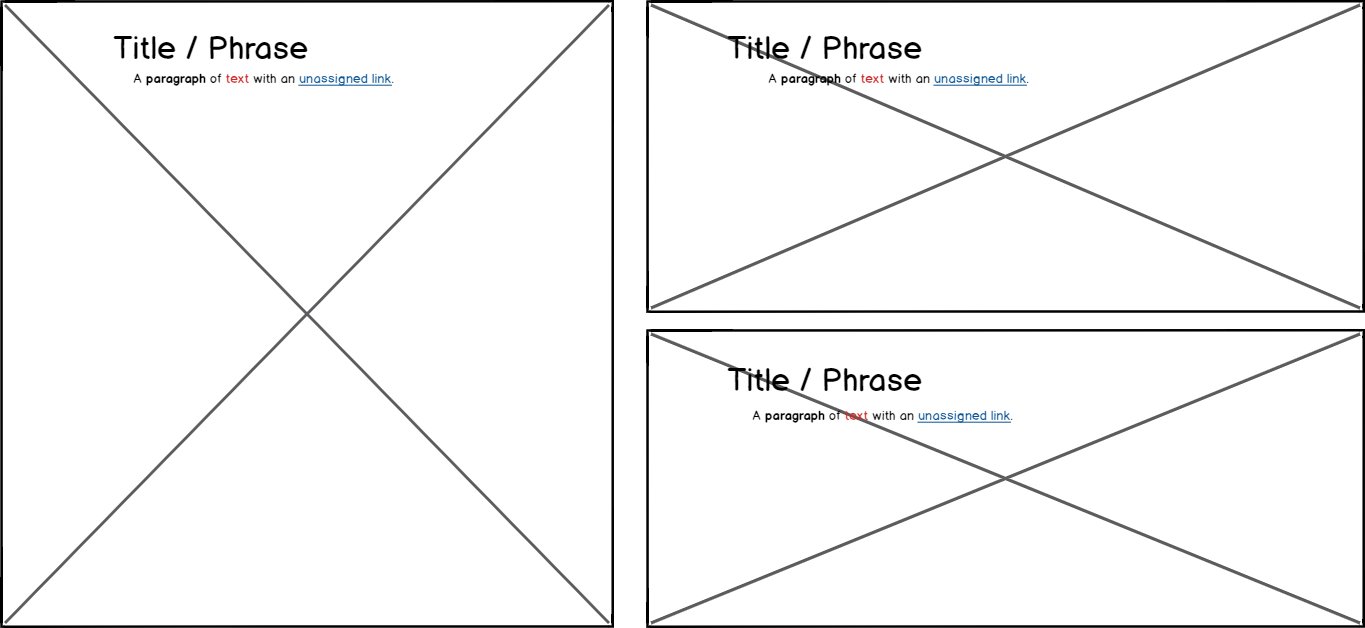 Title / Phrase
A paragraph of text with an unassigned link.
Title / Phrase
A paragraph of text with an unassigned link.
Title / Phrase
A paragraph of text with an unassigned link.